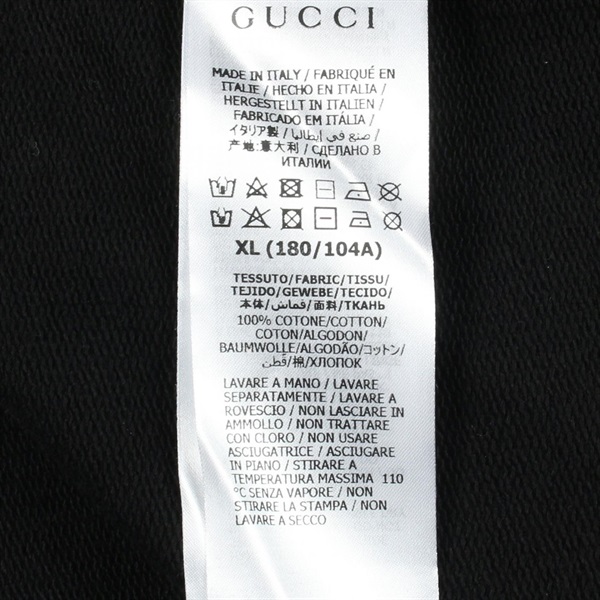 GUCCI
MADE IN ITALY / FABRIQUÉ EN
ITALIE / HECHO EN ITALIA /
HERGESTELLT IN ITALIEN /
FABRICADO EM ITÁLIA /
イタリア製 / صنع في إيطاليا /
产地:意大利 / СДЕЛАНО В
ИТАЛИИ
XL (180/104A)
TESSUTO/FABRIC/TISSU/
TEJIDO/GEWEBE/TECIDO/
本体/قماش/面料/ТКАНЬ
100% COTONE/COTTON/
COTON/ALGODON/
BAUMWOLLE/ALGODÃO/コットン/
قطن/棉/ХЛОПОК
LAVARE A MANO / LAVARE
SEPARATAMENTE / LAVARE A
ROVESCIO / NON LASCIARE IN
AMMOLLO / NON TRATTARE
CON CLORO / NON USARE
ASCIUGATRICE / ASCIUGARE
IN PIANO / STIRARE A
TEMPERATURA MASSIMA 110
°C SENZA VAPORE / NON
STIRARE LA STAMPA / NON
LAVARE A SECCO